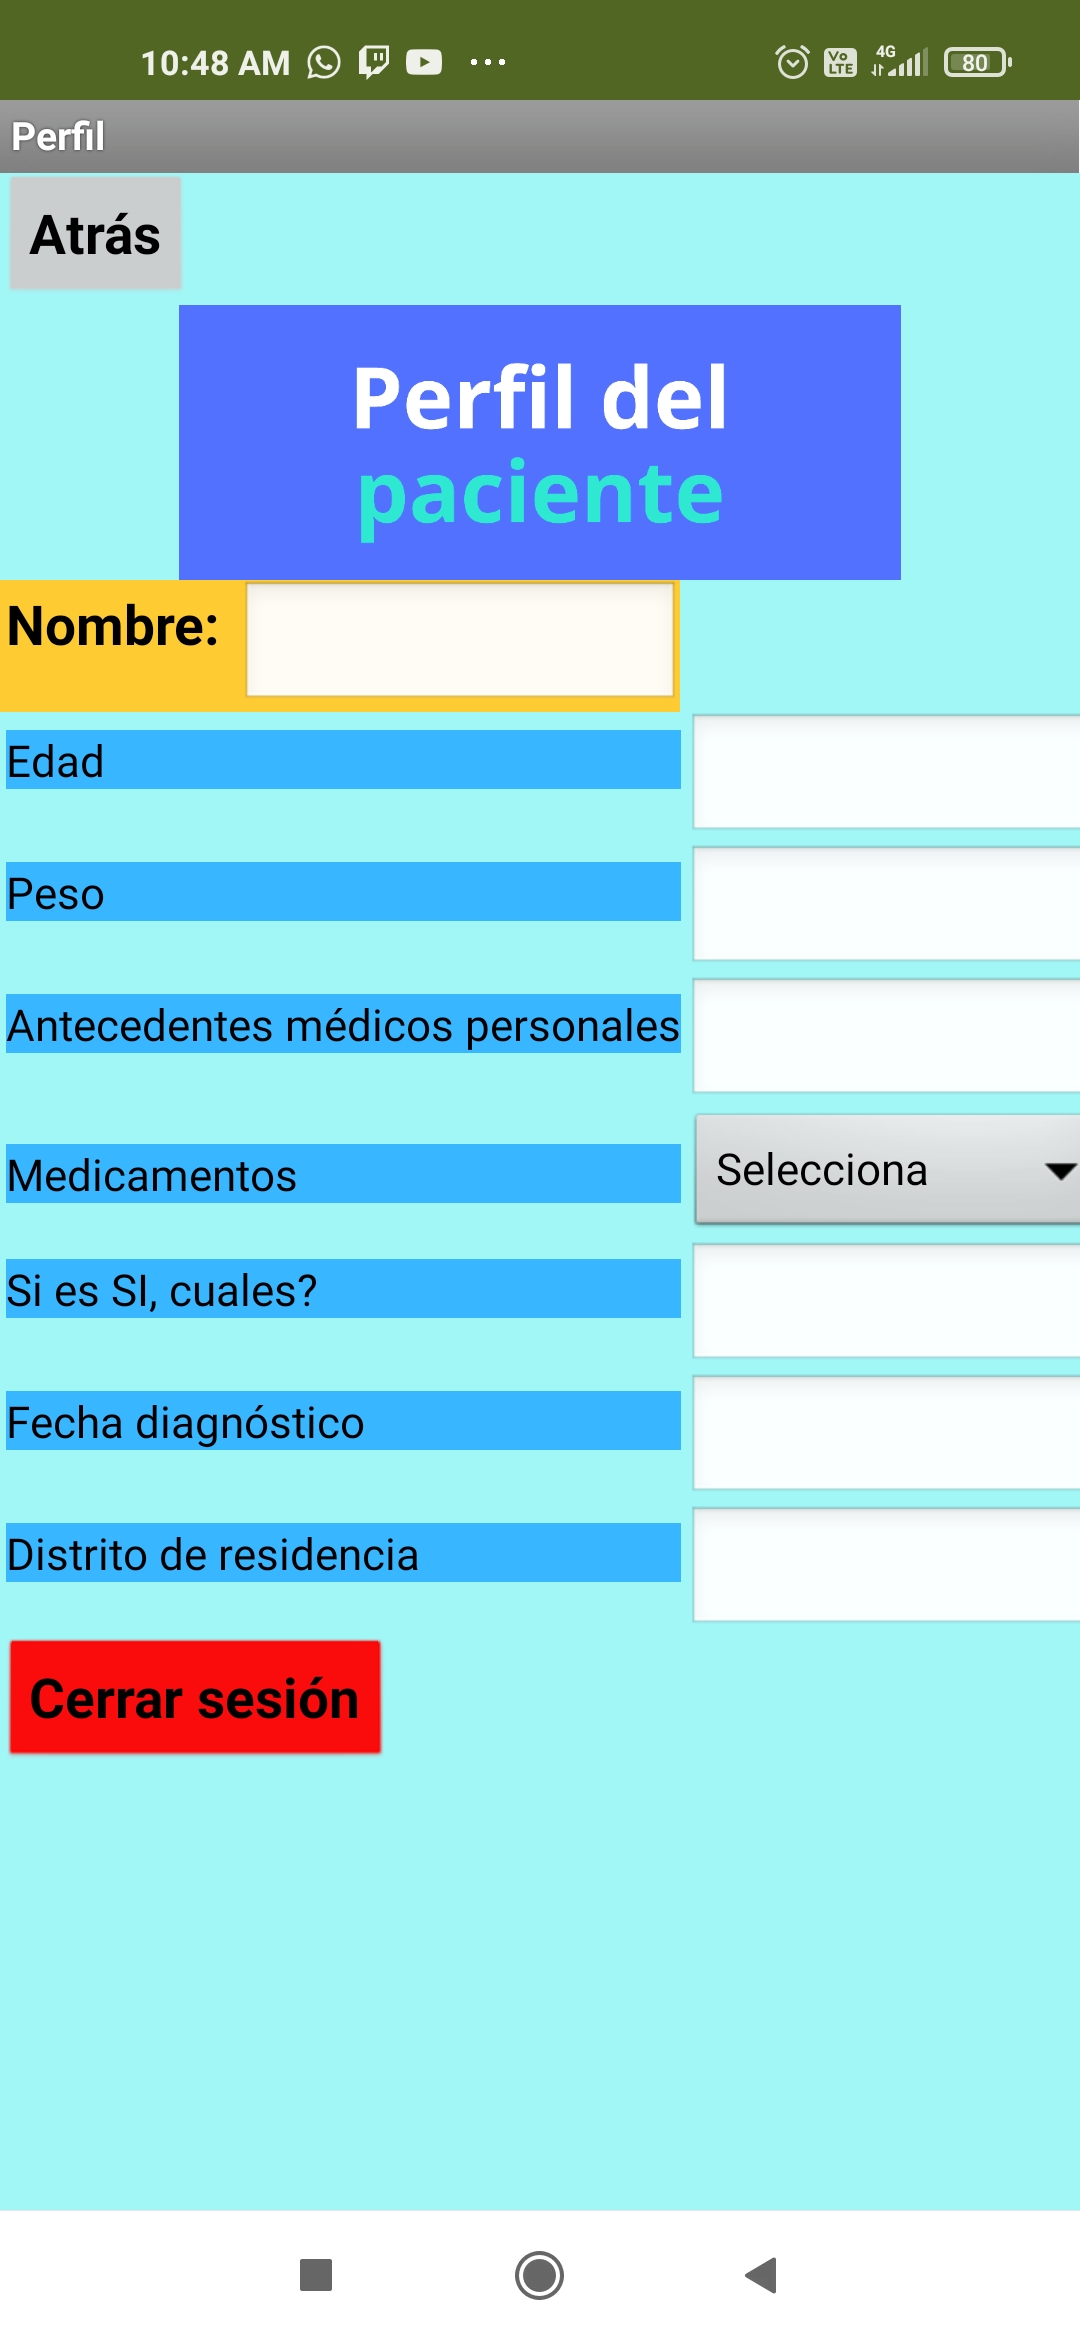 10:48 AM ... Vo LTE 4G 80
Perfil
Atrás
Perfil del
paciente
Nombre:
Edad
Peso
Antecedentes médicos personales
Medicamentos Selecciona
Si es SI, cuales?
Fecha diagnóstico
Distrito de residencia
Cerrar sesión